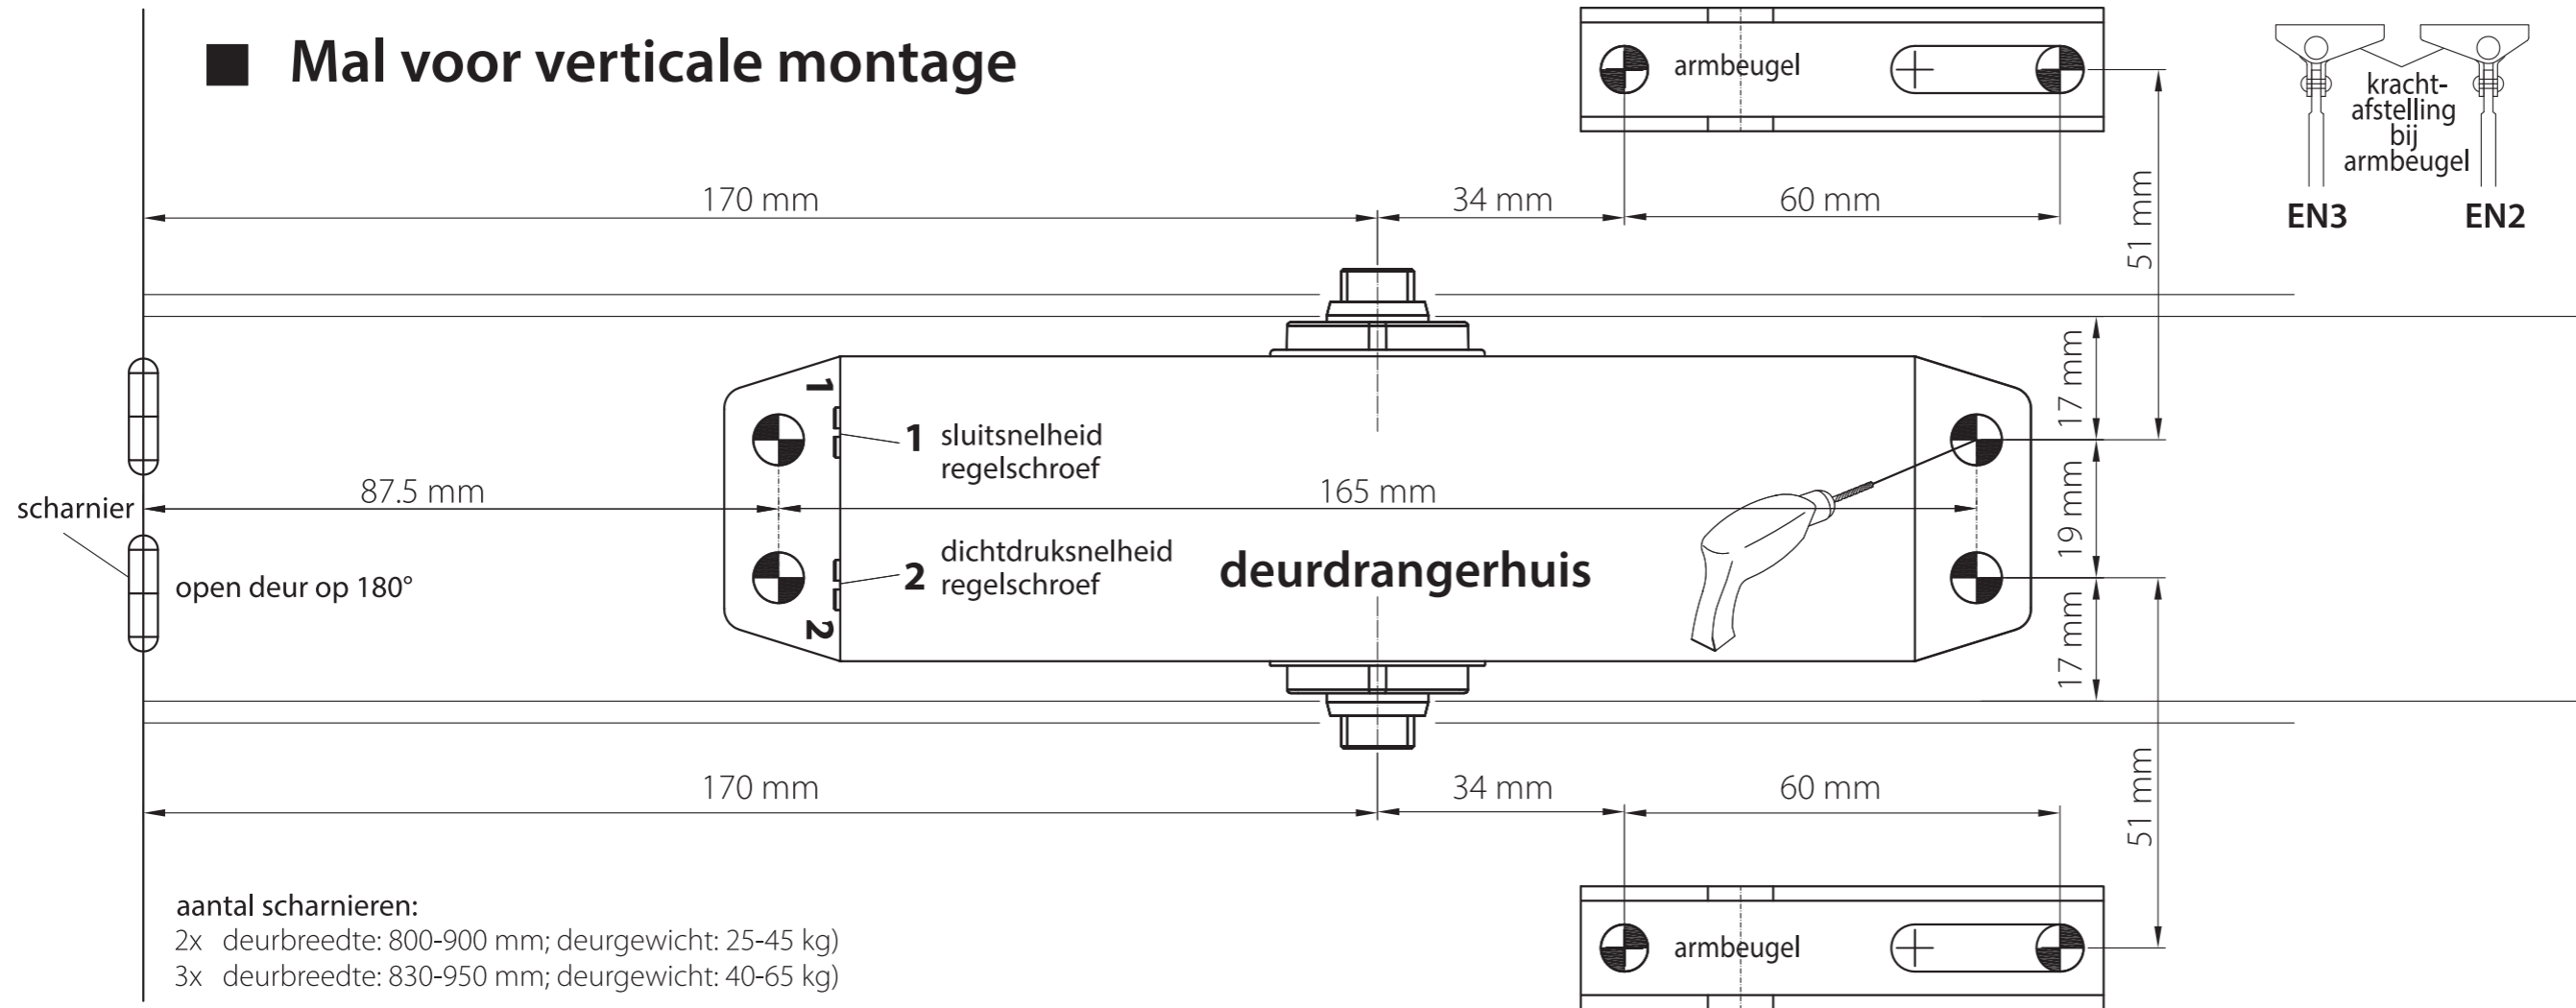 ■ Mal voor verticale montage
armbeugel
kracht-
afstelling
bij
armbeugel
EN3
EN2
170 mm
34 mm
60 mm
51 mm
17 mm
1
1 sluitsnelheid
regelschroef
87.5 mm
165 mm
19 mm
scharnier
open deur op 180°
2 dichtdruksnelheid
regelschroef
deurdrangerhuis
2
17 mm
170 mm
34 mm
60 mm
51 mm
aantal scharnieren:
2x deurbreedte: 800-900 mm; deurgewicht: 25-45 kg)
3x deurbreedte: 830-950 mm; deurgewicht: 40-65 kg)
armbeugel